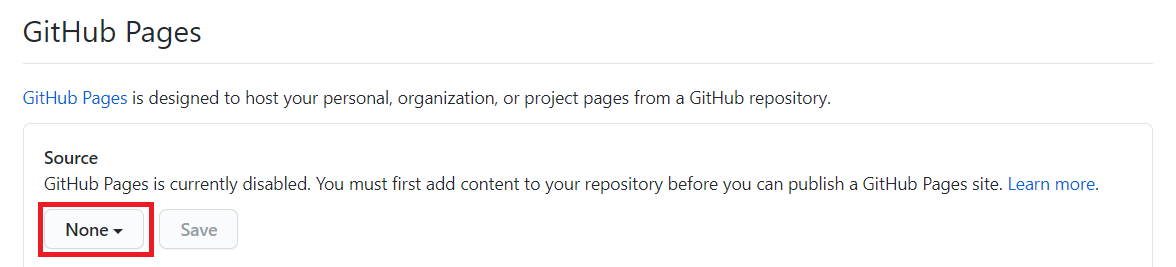 GitHub Pages
GitHub Pages is designed to host your personal, organization, or project pages from a GitHub repository.
Source
GitHub Pages is currently disabled. You must first add content to your repository before you can publish a GitHub Pages site. Learn more.
None Save